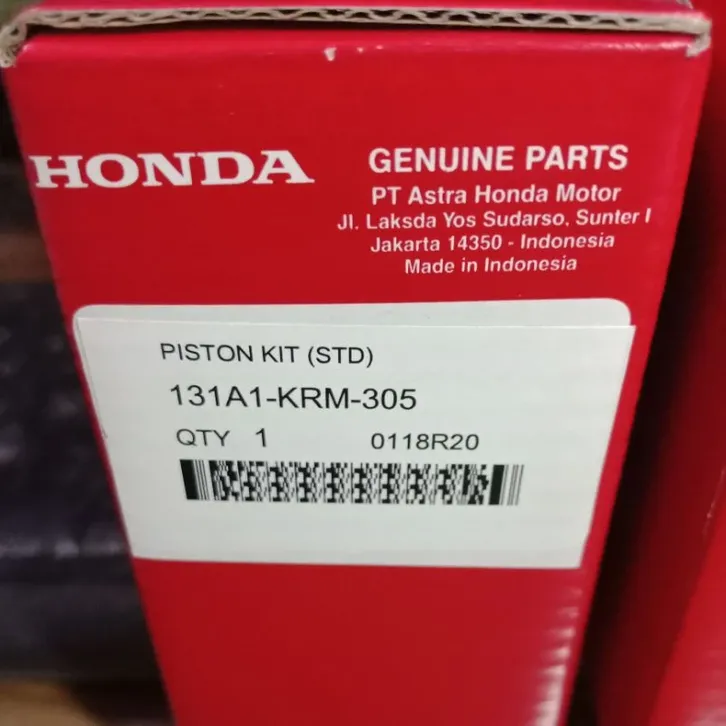 HONDA
GENUINE PARTS
PT Astra Honda Motor
Jl. Laksda Yos Sudarso, Sunter I
Jakarta 14350 - Indonesia
Made in Indonesia
PISTON KIT (STD)
131A1-KRM-305
QTY 1 0118R20